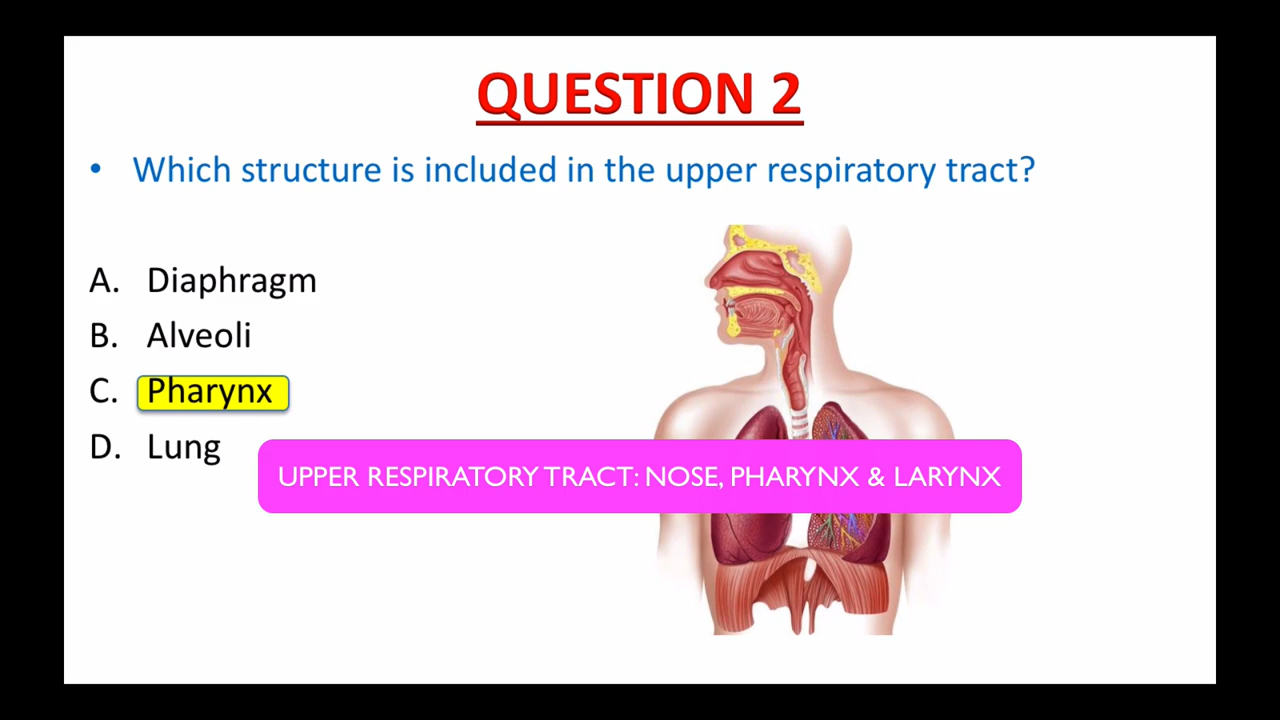 QUESTION 2
• Which structure is included in the upper respiratory tract?
A. Diaphragm
B. Alveoli
C. Pharynx
D. Lung
UPPER RESPIRATORY TRACT: NOSE, PHARYNX & LARYNX